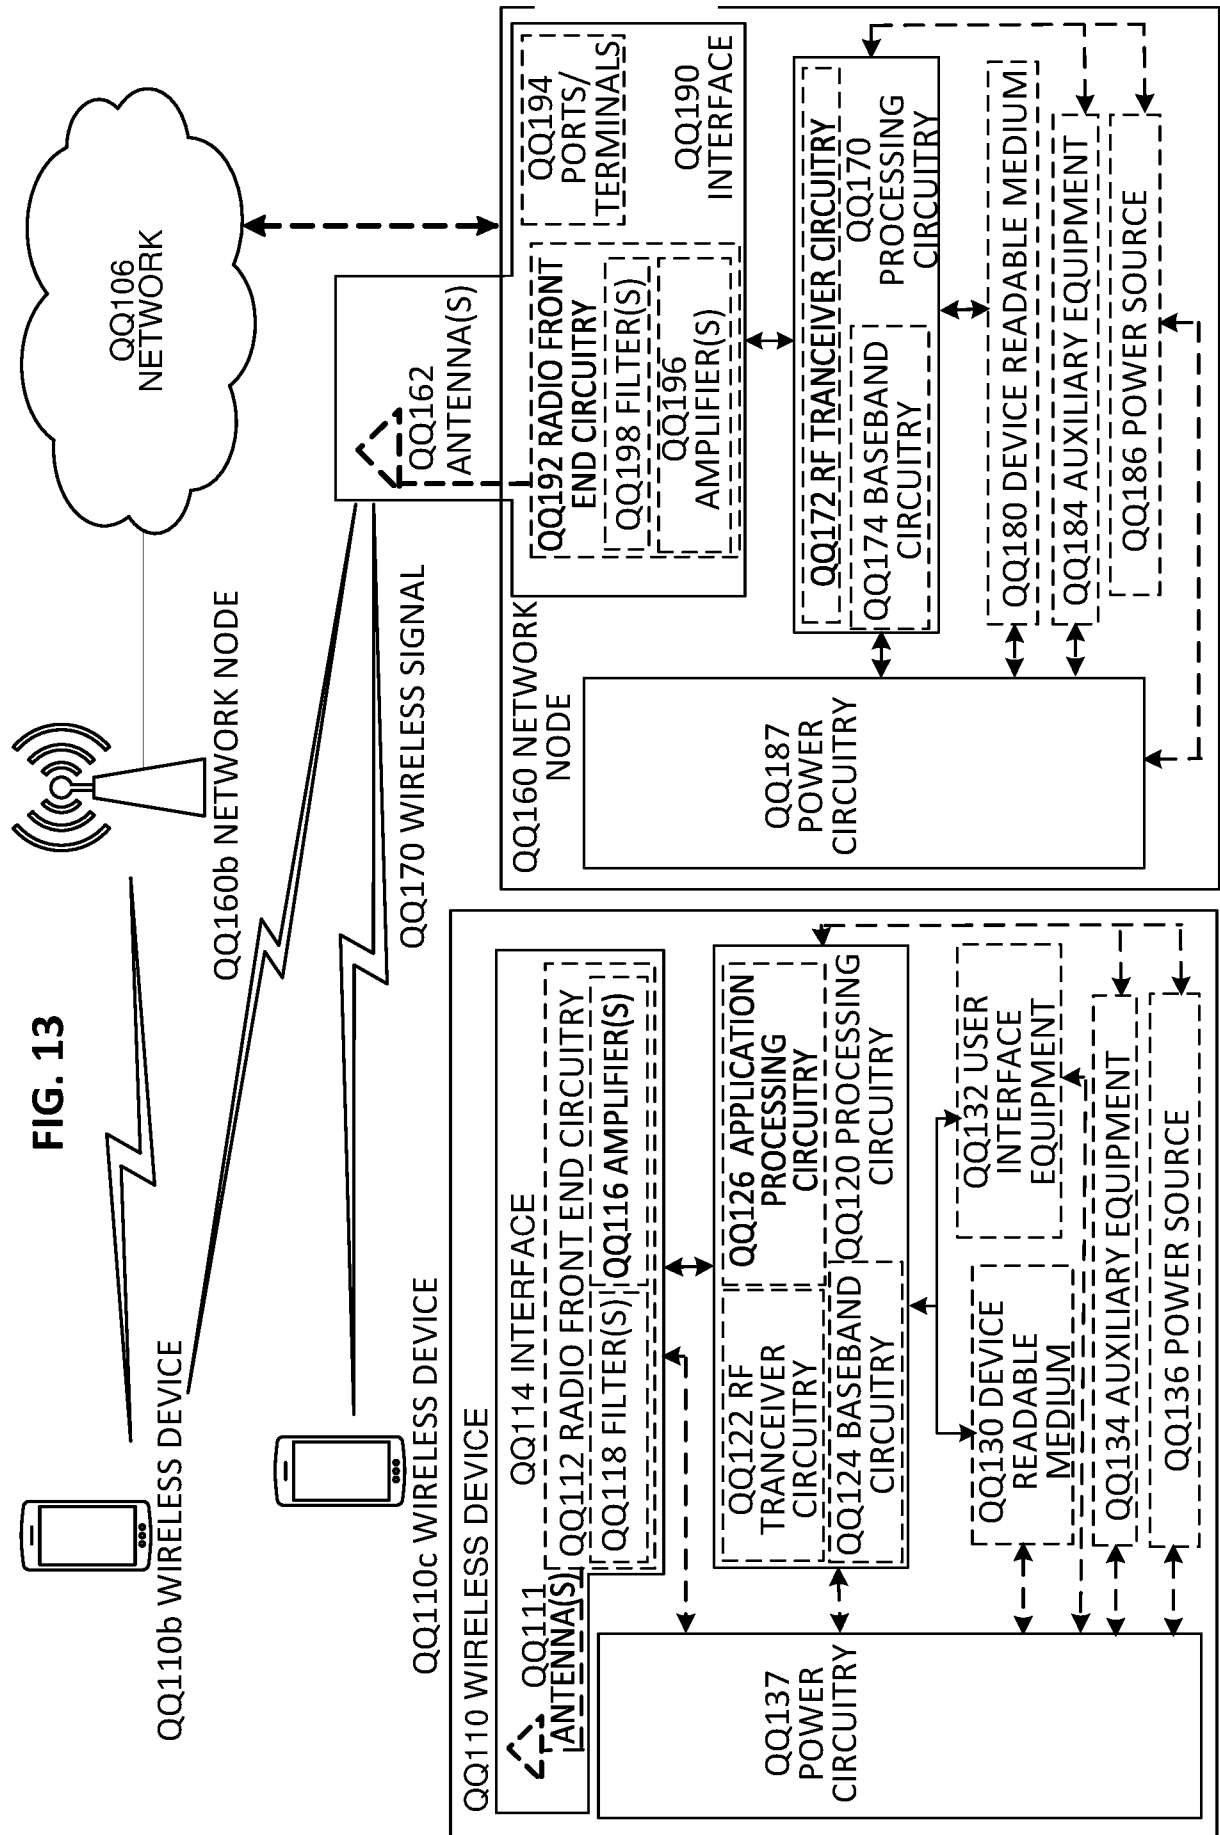 FIG. 13
QQ106
NETWORK
QQ160b NETWORK NODE
QQ110b WIRELESS DEVICE
QQ110c WIRELESS DEVICE
QQ170 WIRELESS SIGNAL
QQ162
ANTENNA(S)
QQ110 WIRELESS DEVICE
QQ111
ANTENNA(S)
QQ114 INTERFACE
QQ112 RADIO FRONT END CIRCUITRY
QQ118 FILTER(S)
QQ116 AMPLIFIER(S)
QQ122 RF
TRANCEIVER
CIRCUITRY
QQ126 APPLICATION
PROCESSING
CIRCUITRY
QQ124 BASEBAND
CIRCUITRY
QQ120 PROCESSING
CIRCUITRY
QQ137
POWER
CIRCUITRY
QQ130 DEVICE
READABLE
MEDIUM
QQ132 USER
INTERFACE
EQUIPMENT
QQ134 AUXILIARY EQUIPMENT
QQ136 POWER SOURCE
QQ160 NETWORK
NODE
QQ192 RADIO FRONT
END CIRCUITRY
QQ198 FILTER(S)
QQ196
AMPLIFIER(S)
QQ194
PORTS/
TERMINALS
QQ190
INTERFACE
QQ172 RF TRANCEIVER CIRCUITRY
QQ174 BASEBAND
CIRCUITRY
QQ170
PROCESSING
CIRCUITRY
QQ187
POWER
CIRCUITRY
QQ180 DEVICE READABLE MEDIUM
QQ184 AUXILIARY EQUIPMENT
QQ186 POWER SOURCE